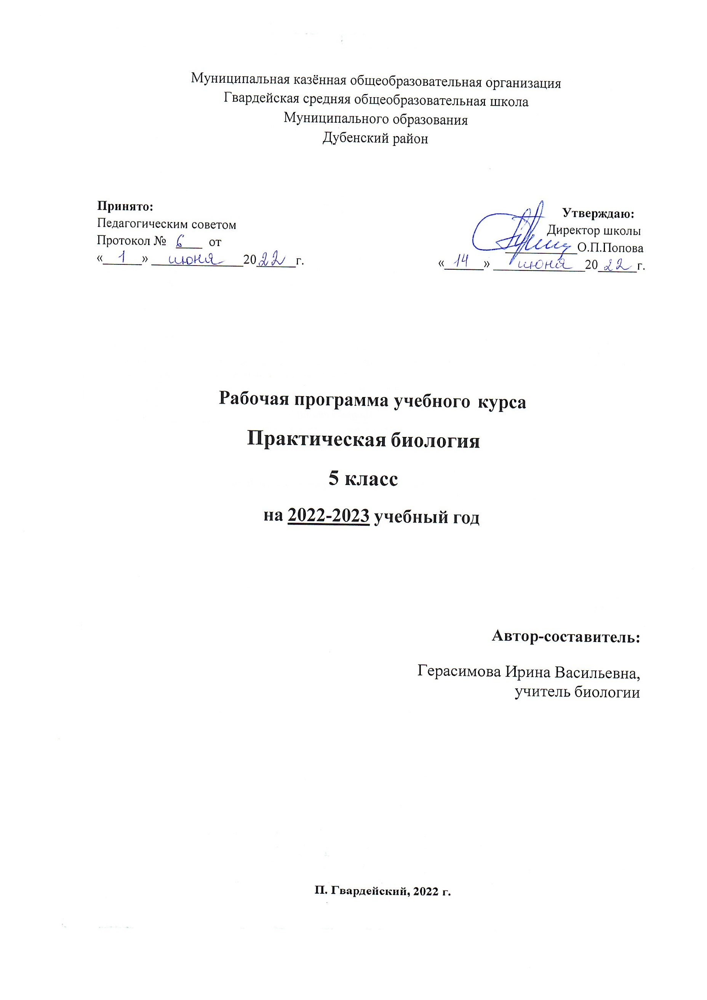 Муниципальная казённая общеобразовательная организация
Гвардейская средняя общеобразовательная школа
Муниципального образования
Дубенский район
Принято:
Педагогическим советом
Протокол № 6 от
«1» июня 2022 г.
Утверждаю:
Директор школы
О.П.Попова
«14» июня 2022 г.
Рабочая программа учебного курса
Практическая биология
5 класс
на 2022-2023 учебный год
Автор-составитель:
Герасимова Ирина Васильевна,
учитель биологии
П. Гвардейский, 2022 г.